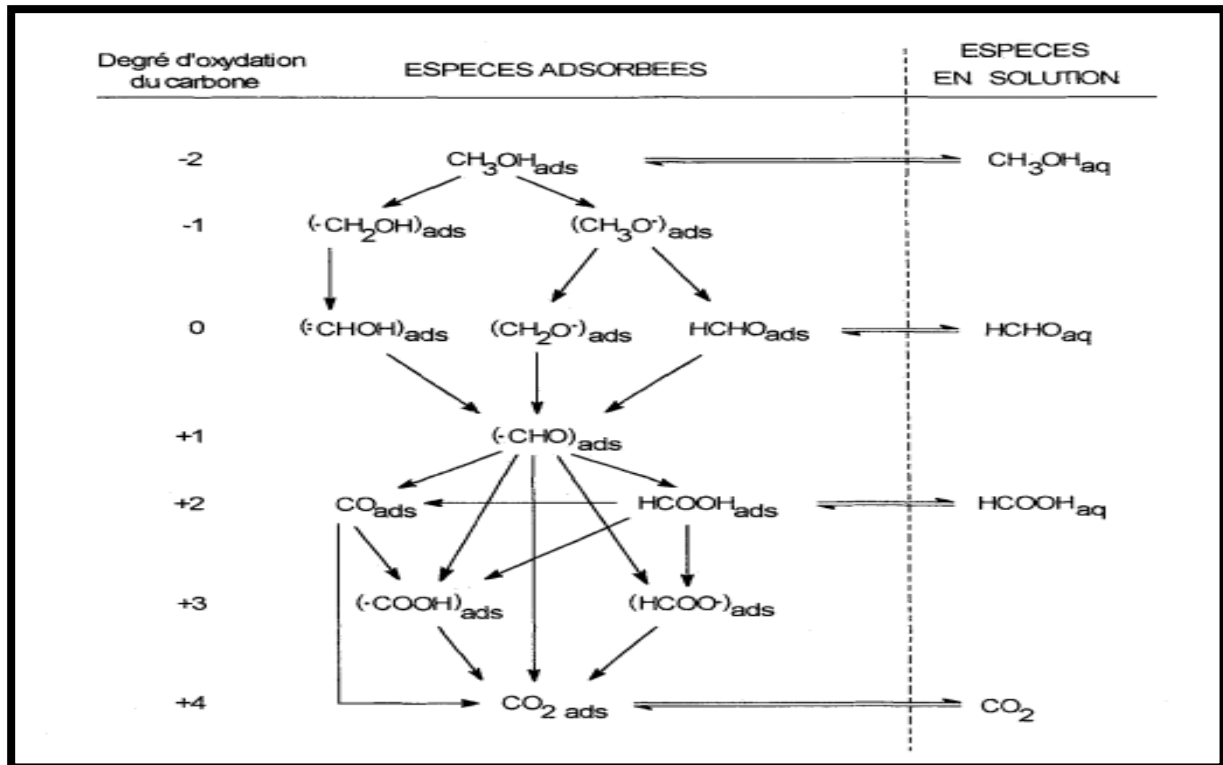 Degré d'oxydation
du carbone
ESPECES ADSORBEES
ESPECES
EN SOLUTION
-2 CH3OHads CH3OHaq
-1 (·CH2OH)ads (CH3O·)ads
0 (:CHOH)ads (CH2O·)ads HCHOads HCHOaq
+1 (·CHO)ads
+2 COads HCOOHads HCOOHaq
+3 (·COOH)ads (HCOO·)ads
+4 CO2 ads CO2